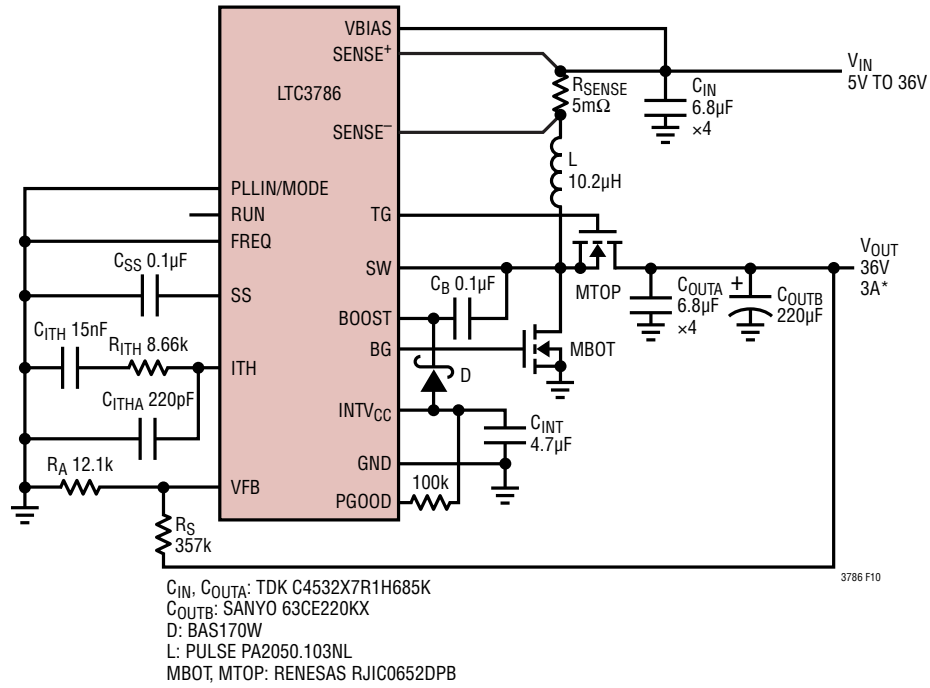 VBIAS
SENSE+
LTC3786
SENSE−
PLLIN/MODE
RUN
FREQ
SS
ITH
VFB
TG
SW
BOOST
BG
INTVCC
GND
PGOOD
RSENSE
5mΩ
CIN
6.8µF
×4
VIN
5V TO 36V
L
10.2µH
MTOP
VOUT
36V
3A*
COUTA
6.8µF
×4
+
COUTB
220µF
CB 0.1µF
MBOT
D
CINT
4.7µF
100k
CSS 0.1µF
CITH 15nF
RITH 8.66k
CITHA 220pF
RA 12.1k
RS
357k
3786 F10
CIN, COUTA: TDK C4532X7R1H685K
COUTB: SANYO 63CE220KX
D: BAS170W
L: PULSE PA2050.103NL
MBOT, MTOP: RENESAS RJIC0652DPB